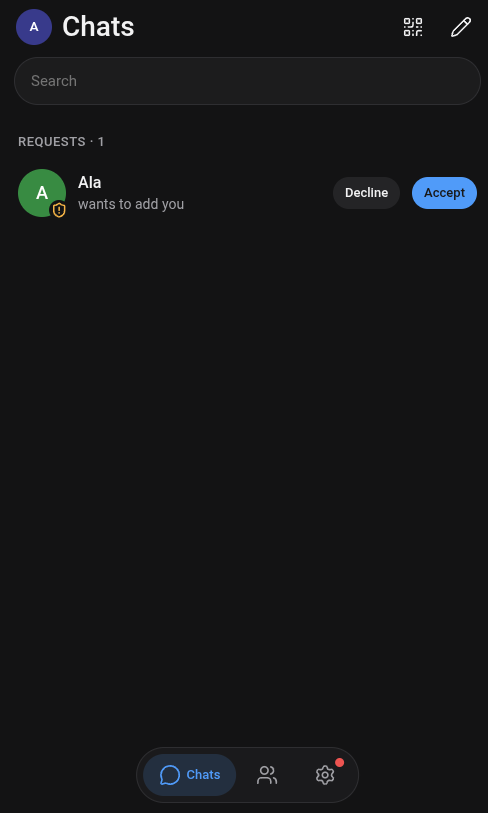 A
Chats
Search
REQUESTS · 1
A
Ala
wants to add you
Decline
Accept
Chats